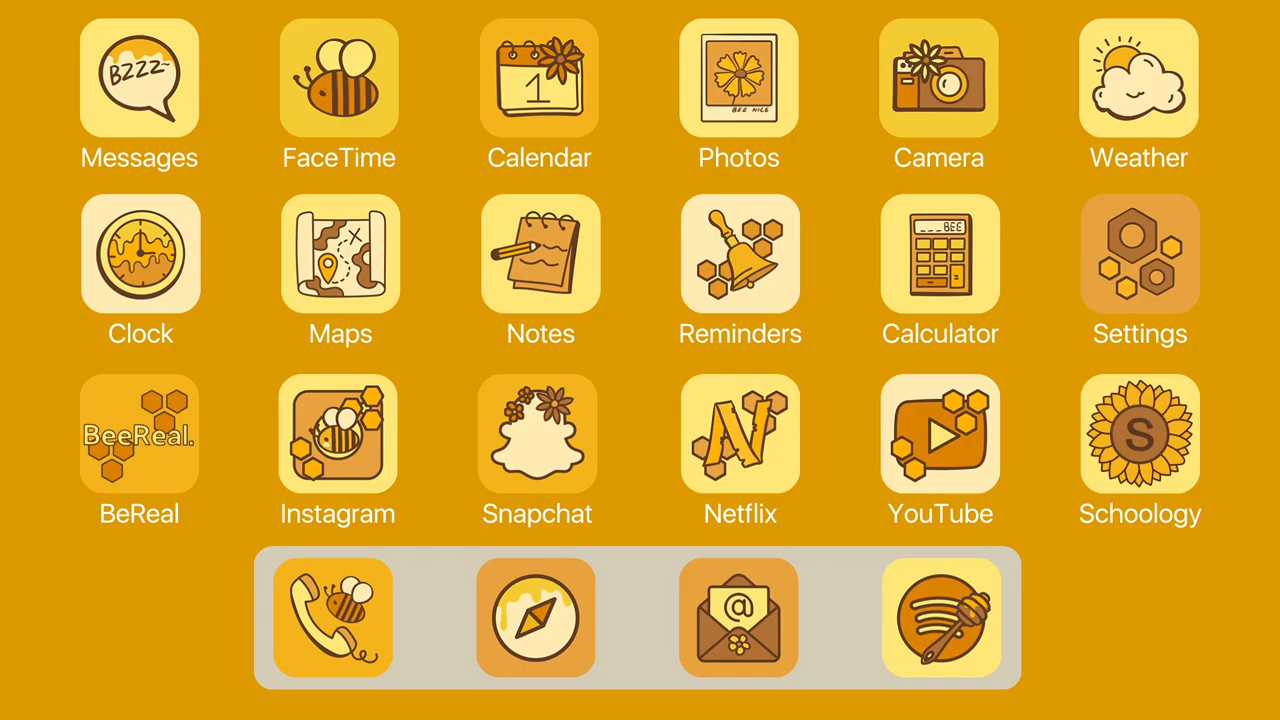 BZZZ~
1
BEE NICE
Messages FaceTime Calendar Photos Camera Weather
___BEE
Clock Maps Notes Reminders Calculator Settings
BeeReal.
N
S
BeReal Instagram Snapchat Netflix YouTube Schoology
@